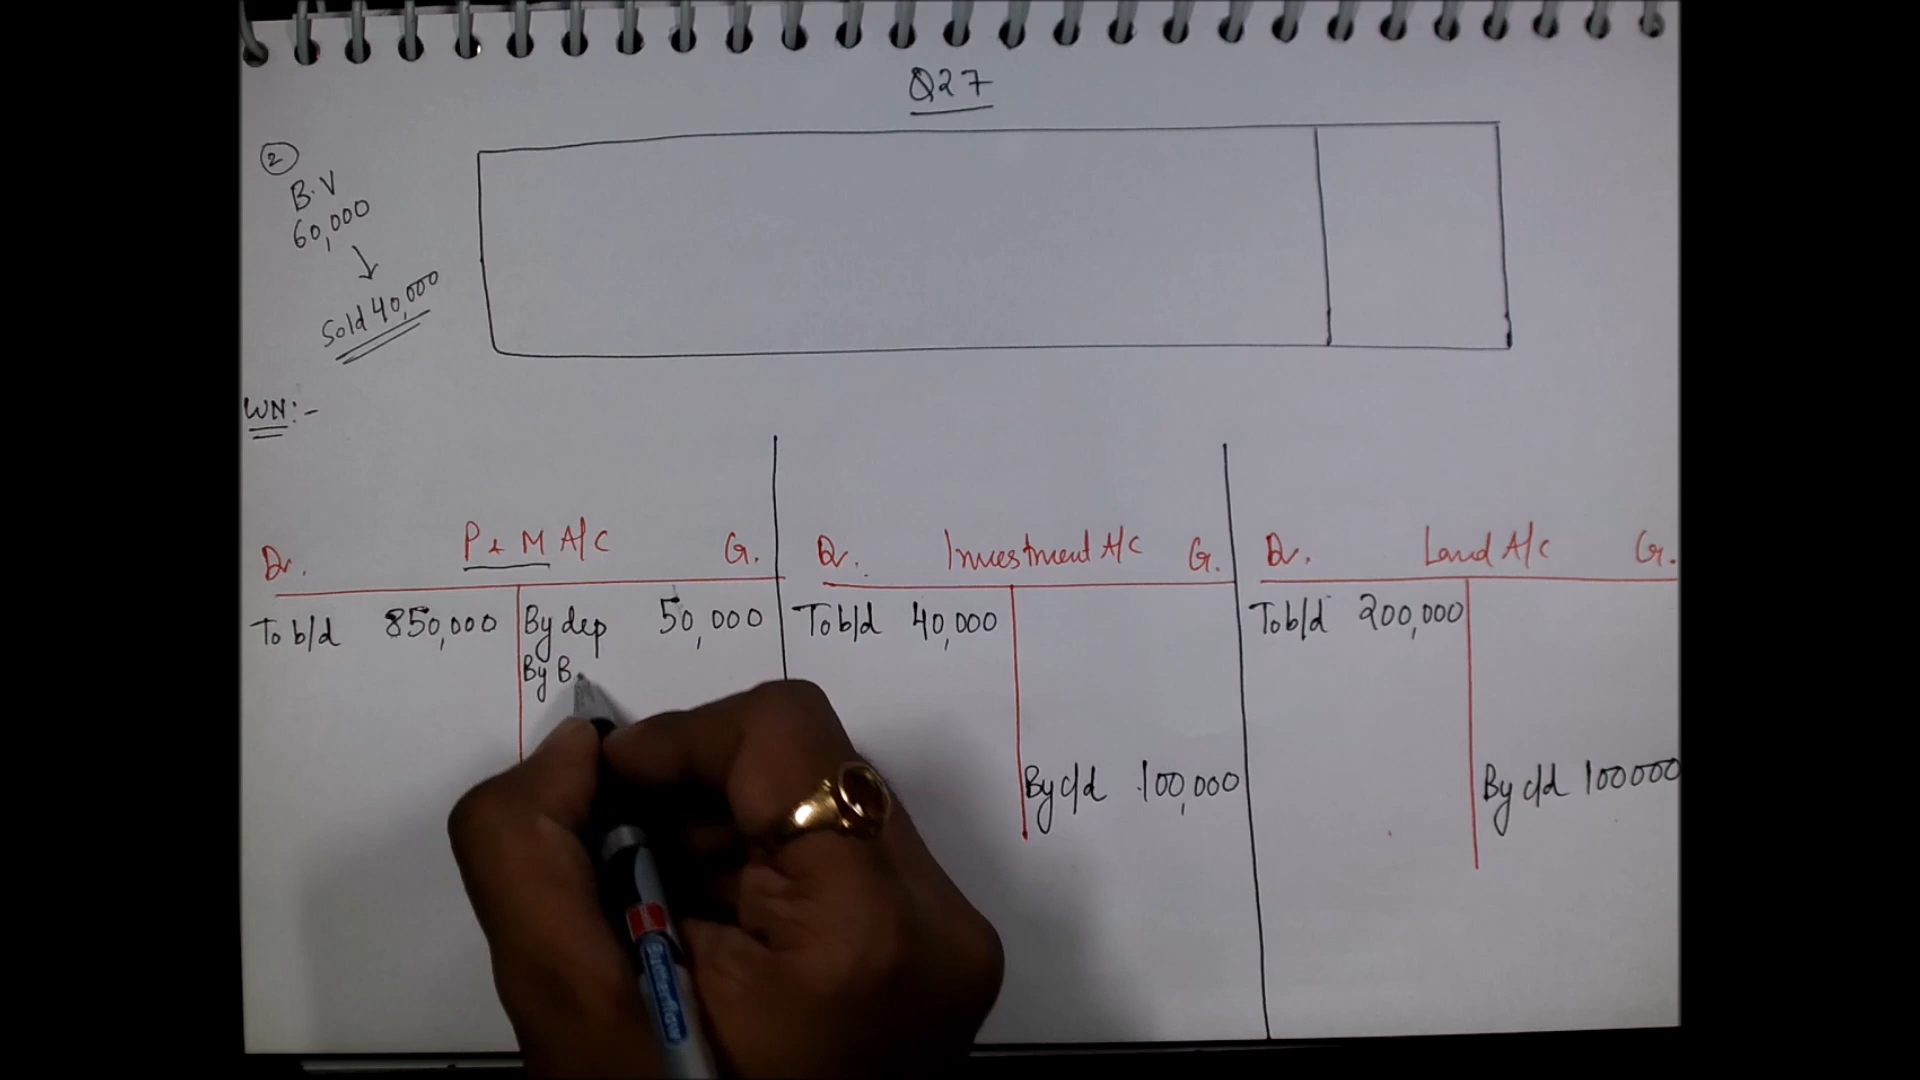 Q27
2
B.V
60,000
Sold 40,000
WN:-
Dr. P + M A/C Cr. Dr. Investment A/C Cr. Dr. Land A/C Cr.
To b/d 850,000 By dep 50,000 To b/d 40,000 To b/d 200,000
By B.
By c/d 100,000 By c/d 100000